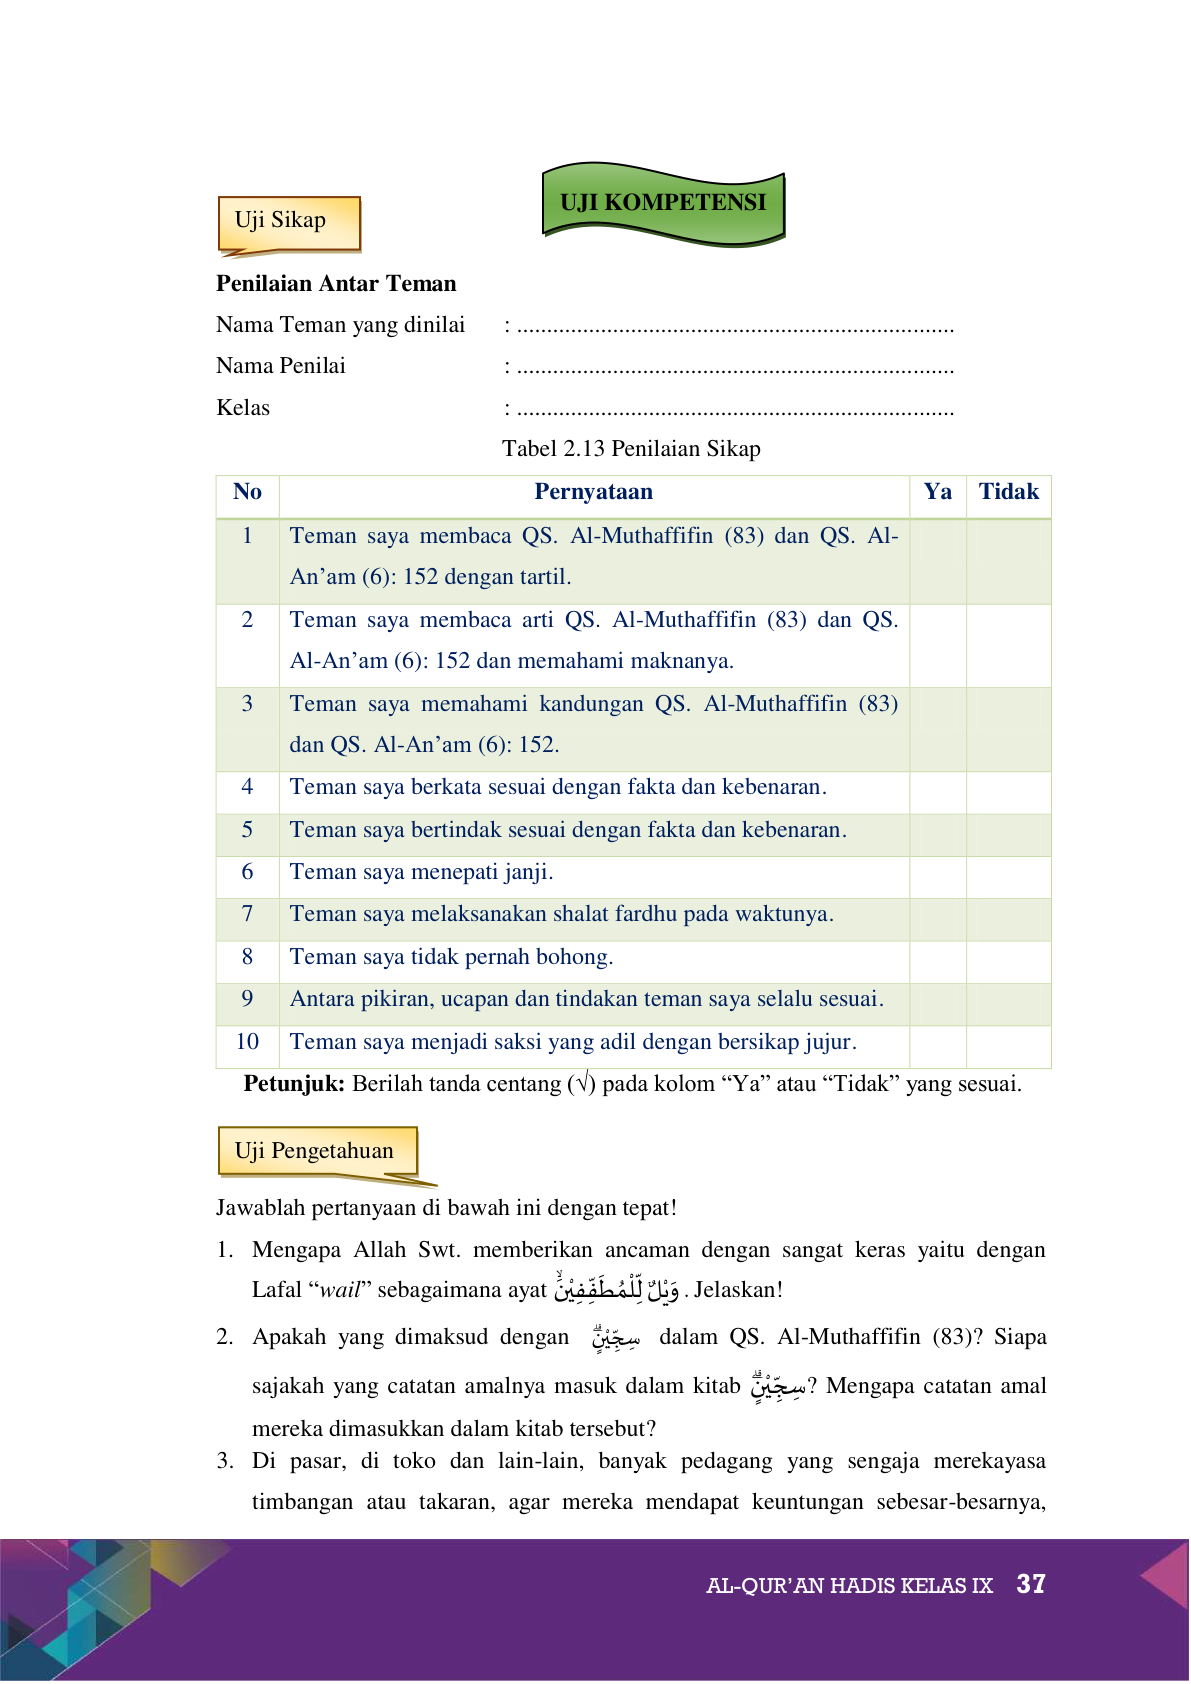 UJI KOMPETENSI
Uji Sikap
Penilaian Antar Teman
Nama Teman yang dinilai : .........................................................................
Nama Penilai : .........................................................................
Kelas : .........................................................................
Tabel 2.13 Penilaian Sikap
No Pernyataan Ya Tidak
1 Teman saya membaca QS. Al-Muthaffifin (83) dan QS. Al-
An’am (6): 152 dengan tartil.
2 Teman saya membaca arti QS. Al-Muthaffifin (83) dan QS.
Al-An’am (6): 152 dan memahami maknanya.
3 Teman saya memahami kandungan QS. Al-Muthaffifin (83)
dan QS. Al-An’am (6): 152.
4 Teman saya berkata sesuai dengan fakta dan kebenaran.
5 Teman saya bertindak sesuai dengan fakta dan kebenaran.
6 Teman saya menepati janji.
7 Teman saya melaksanakan shalat fardhu pada waktunya.
8 Teman saya tidak pernah bohong.
9 Antara pikiran, ucapan dan tindakan teman saya selalu sesuai.
10 Teman saya menjadi saksi yang adil dengan bersikap jujur.
Petunjuk: Berilah tanda centang (√) pada kolom “Ya” atau “Tidak” yang sesuai.
Uji Pengetahuan
Jawablah pertanyaan di bawah ini dengan tepat!
1. Mengapa Allah Swt. memberikan ancaman dengan sangat keras yaitu dengan
Lafal “wail” sebagaimana ayat وَيْلٌ لِّلْمُطَفِّفِيْنَۙ . Jelaskan!
2. Apakah yang dimaksud dengan سِجِّيْنٍۗ dalam QS. Al-Muthaffifin (83)? Siapa
sajakah yang catatan amalnya masuk dalam kitab سِجِّيْنٍۗ? Mengapa catatan amal
mereka dimasukkan dalam kitab tersebut?
3. Di pasar, di toko dan lain-lain, banyak pedagang yang sengaja merekayasa
timbangan atau takaran, agar mereka mendapat keuntungan sebesar-besarnya,
AL-QUR’AN HADIS KELAS IX 37